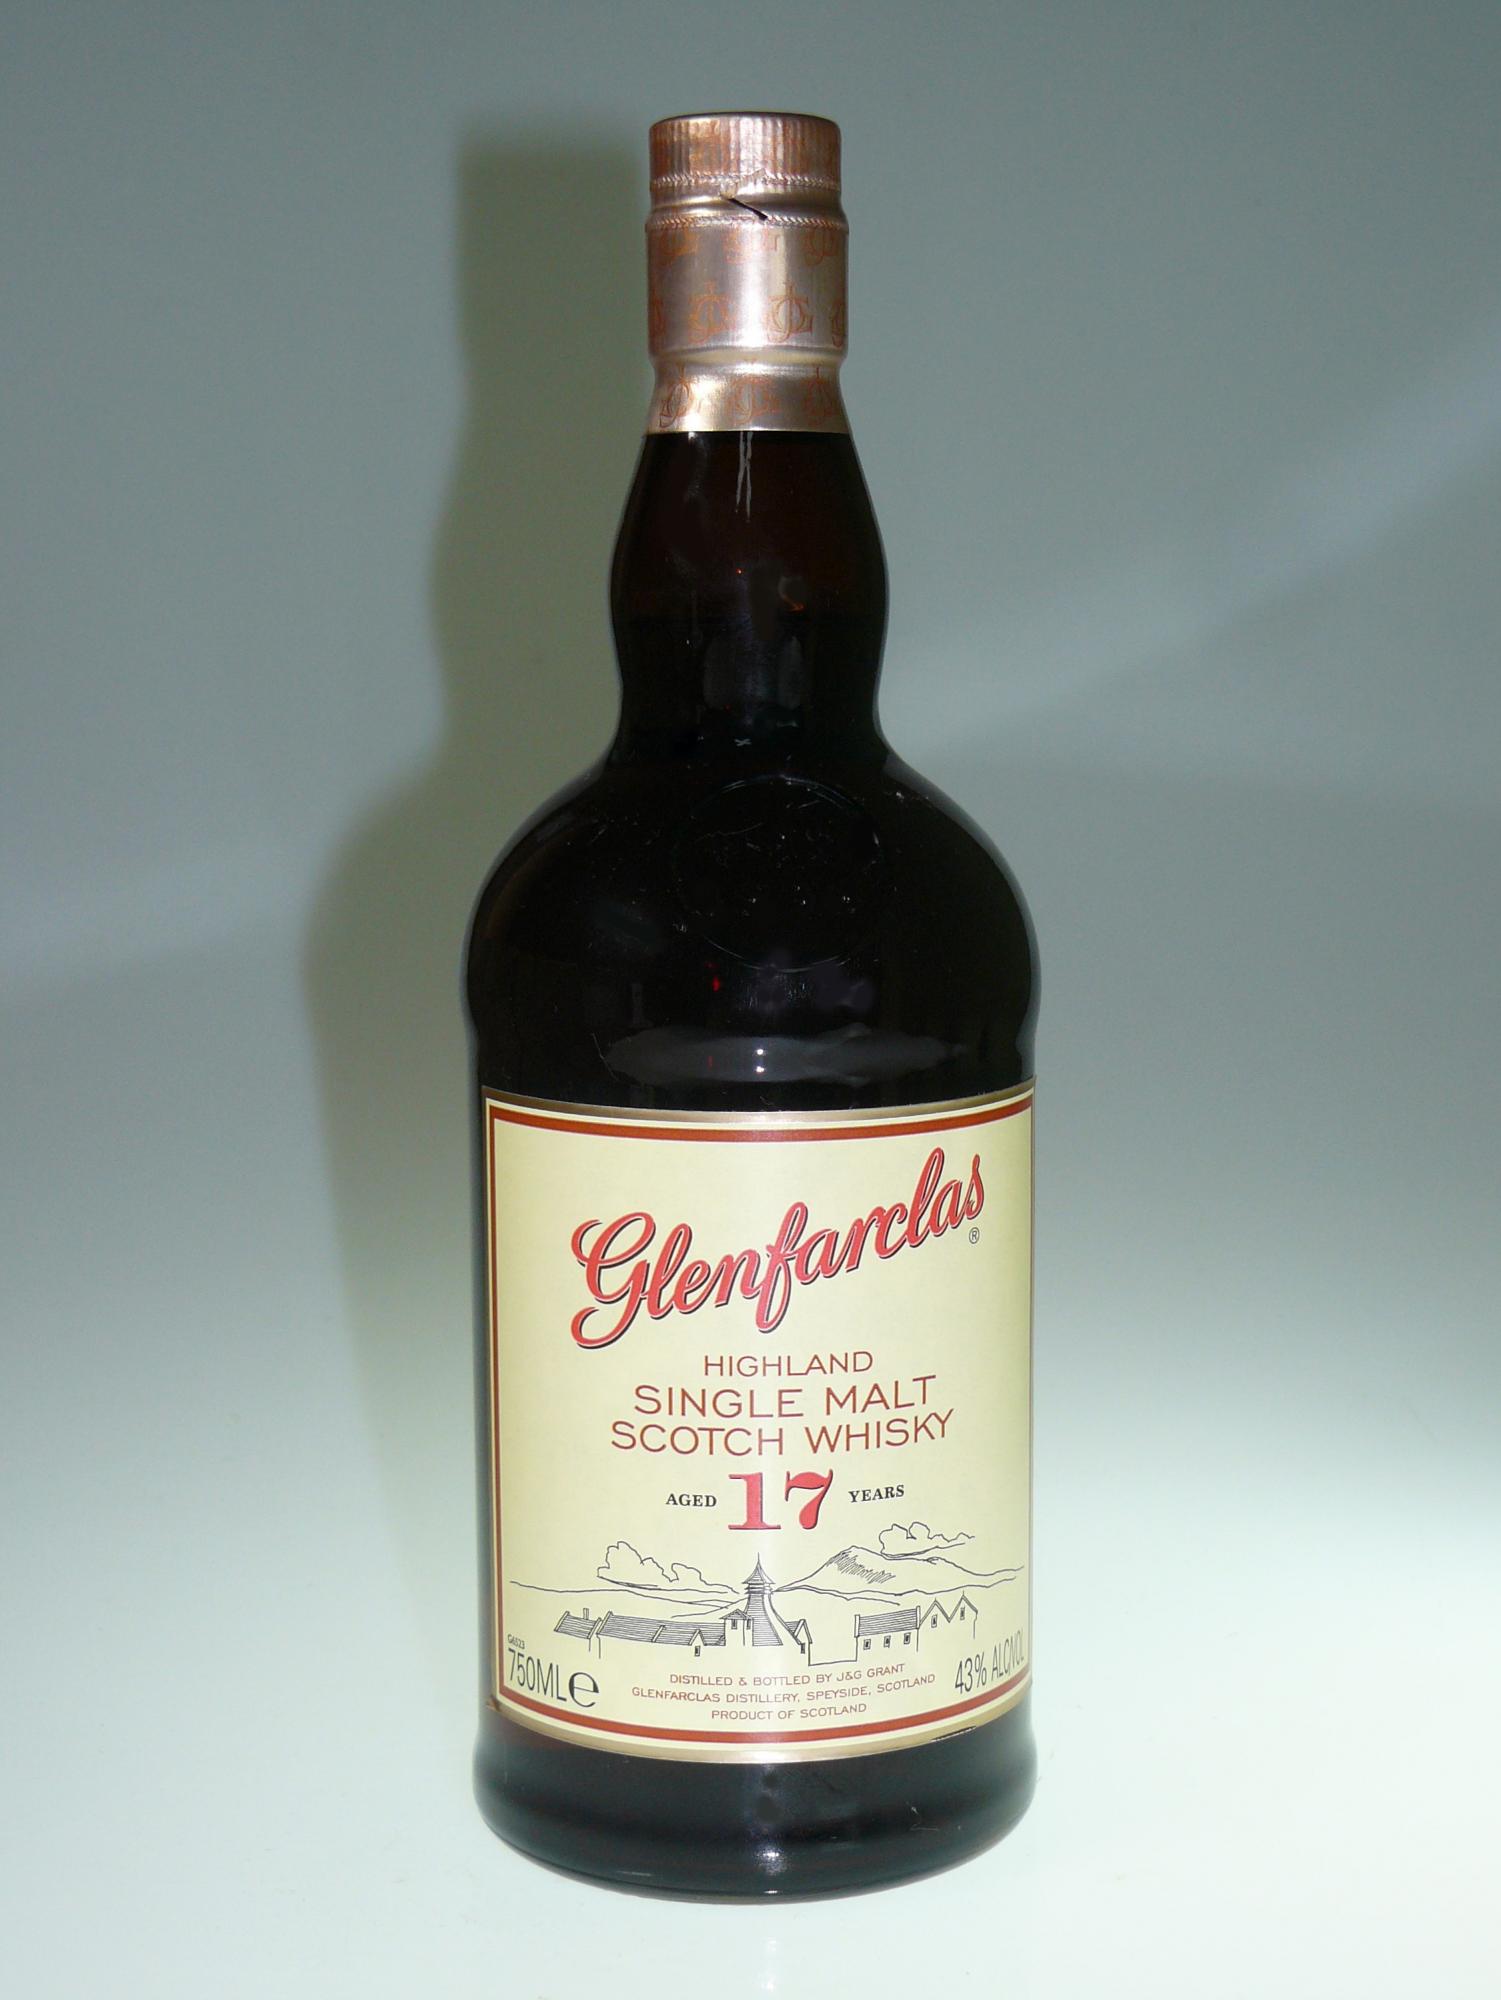 Glenfarclas
®
HIGHLAND
SINGLE MALT
SCOTCH WHISKY
AGED 17 YEARS
G6523
750ML℮
43% ALC/VOL
DISTILLED & BOTTLED BY J&G GRANT
GLENFARCLAS DISTILLERY, SPEYSIDE, SCOTLAND
PRODUCT OF SCOTLAND